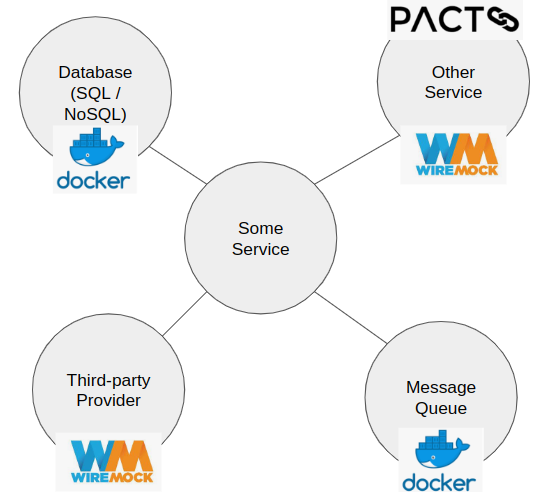 PACT
Database
(SQL /
NoSQL)
docker
Other
Service
WM
WIREMOCK
Some
Service
Third-party
Provider
WM
WIREMOCK
Message
Queue
docker